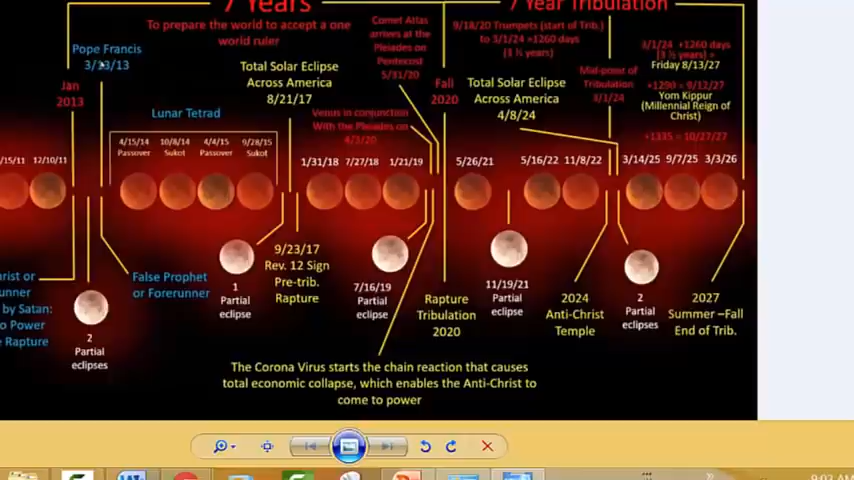 7 Years
7 Year Tribulation
To prepare the world to accept a one
world ruler
Comet Atlas
arrives at the
Pleiades on
Pentecost
5/31/20
9/18/20 Trumpets (start of Trib.)
to 3/1/24 =1260 days
(3 ½ years)
3/1/24 +1260 days
(3 ½ years) =
Friday 8/13/27
+1290 = 9/12/27
Yom Kippur
(Millennial Reign of
Christ)
+1335 = 10/27/27
Pope Francis
3/13/13
Jan
2013
Total Solar Eclipse
Across America
8/21/17
Fall
2020
Total Solar Eclipse
Across America
4/8/24
Mid-point of
Tribulation
3/1/24
Lunar Tetrad
Venus in conjunction
With the Pleiades on
4/3/20
/15/11
12/10/11
4/15/14
Passover
10/8/14
Sukot
4/4/15
Passover
9/28/15
Sukot
1/31/18
7/27/18
1/21/19
5/26/21
5/16/22
11/8/22
3/14/25
9/7/25
3/3/26
rist or
unner
by Satan:
o Power
e Rapture
2
Partial
eclipses
False Prophet
or Forerunner
1
Partial
eclipse
9/23/17
Rev. 12 Sign
Pre-trib.
Rapture
7/16/19
Partial
eclipse
Rapture
Tribulation
2020
11/19/21
Partial
eclipse
2024
Anti-Christ
Temple
2
Partial
eclipses
2027
Summer –Fall
End of Trib.
The Corona Virus starts the chain reaction that causes
total economic collapse, which enables the Anti-Christ to
come to power